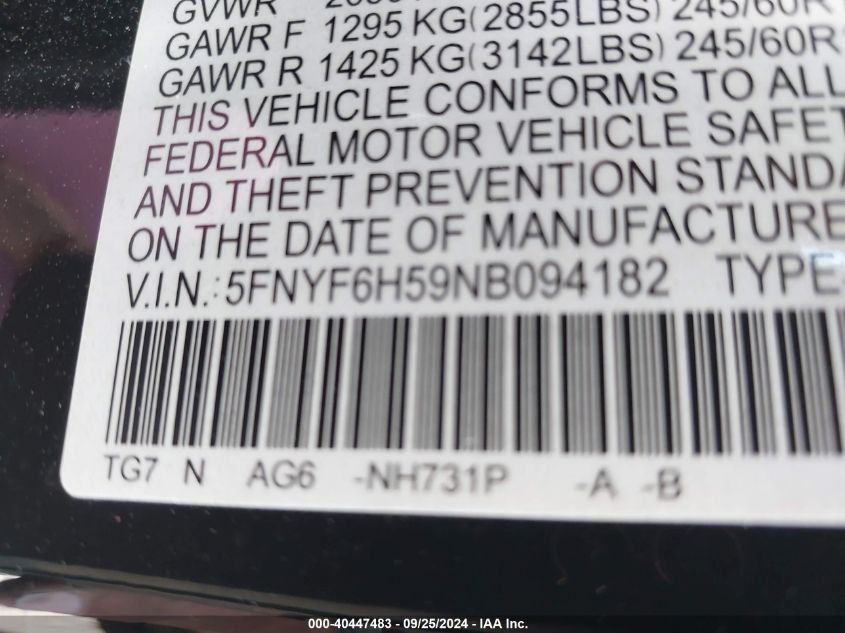 GVWR
GAWR F 1295 KG(2855LBS) 245/60R
GAWR R 1425 KG(3142LBS) 245/60R
THIS VEHICLE CONFORMS TO ALL
FEDERAL MOTOR VEHICLE SAFET
AND THEFT PREVENTION STANDA
ON THE DATE OF MANUFACTURE
V.I.N.: 5FNYF6H59NB094182 TYPE:
TG7 N AG6 -NH731P -A -B
000-40447483 - 09/25/2024 - IAA Inc.